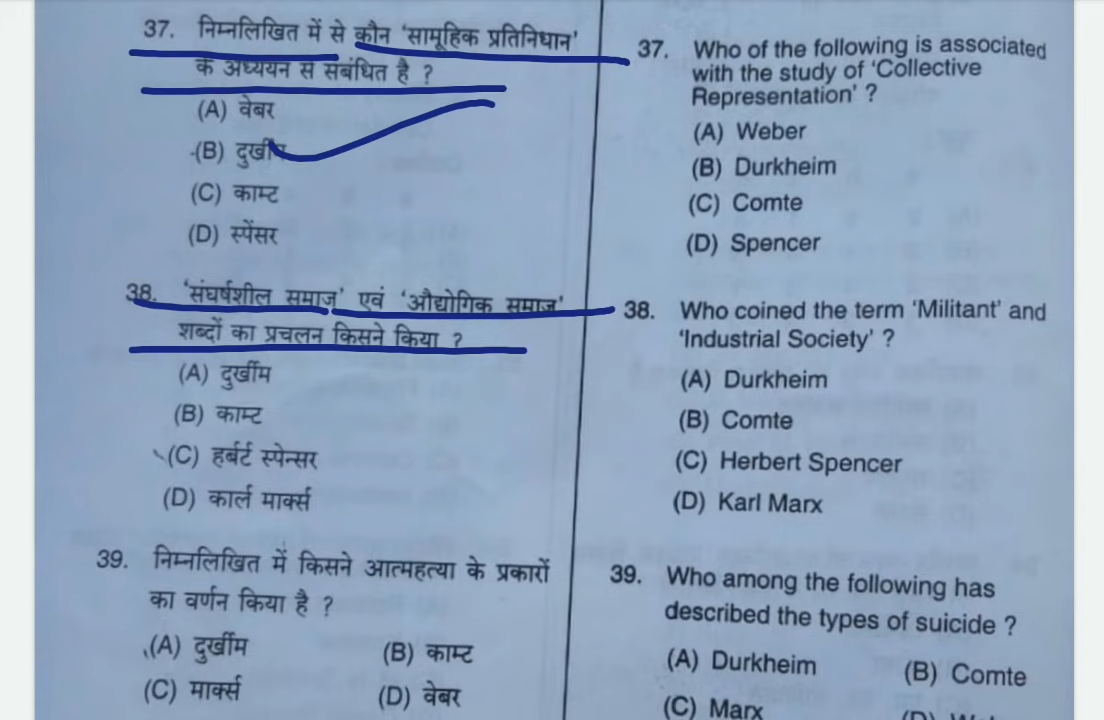 37. निम्नलिखित में से कौन 'सामूहिक प्रतिनिधान'
के अध्ययन से संबंधित है ?
(A) वेबर
(B) दुर्खीम
(C) काम्ट
(D) स्पेंसर
38. 'संघर्षशील समाज' एवं 'औद्योगिक समाज'
शब्दों का प्रचलन किसने किया ?
(A) दुर्खीम
(B) काम्ट
(C) हर्बर्ट स्पेन्सर
(D) कार्ल मार्क्स
39. निम्नलिखित में किसने आत्महत्या के प्रकारों
का वर्णन किया है ?
(A) दुर्खीम (B) काम्ट
(C) मार्क्स (D) वेबर
37. Who of the following is associated
with the study of 'Collective
Representation' ?
(A) Weber
(B) Durkheim
(C) Comte
(D) Spencer
38. Who coined the term 'Militant' and
'Industrial Society' ?
(A) Durkheim
(B) Comte
(C) Herbert Spencer
(D) Karl Marx
39. Who among the following has
described the types of suicide ?
(A) Durkheim (B) Comte
(C) Marx